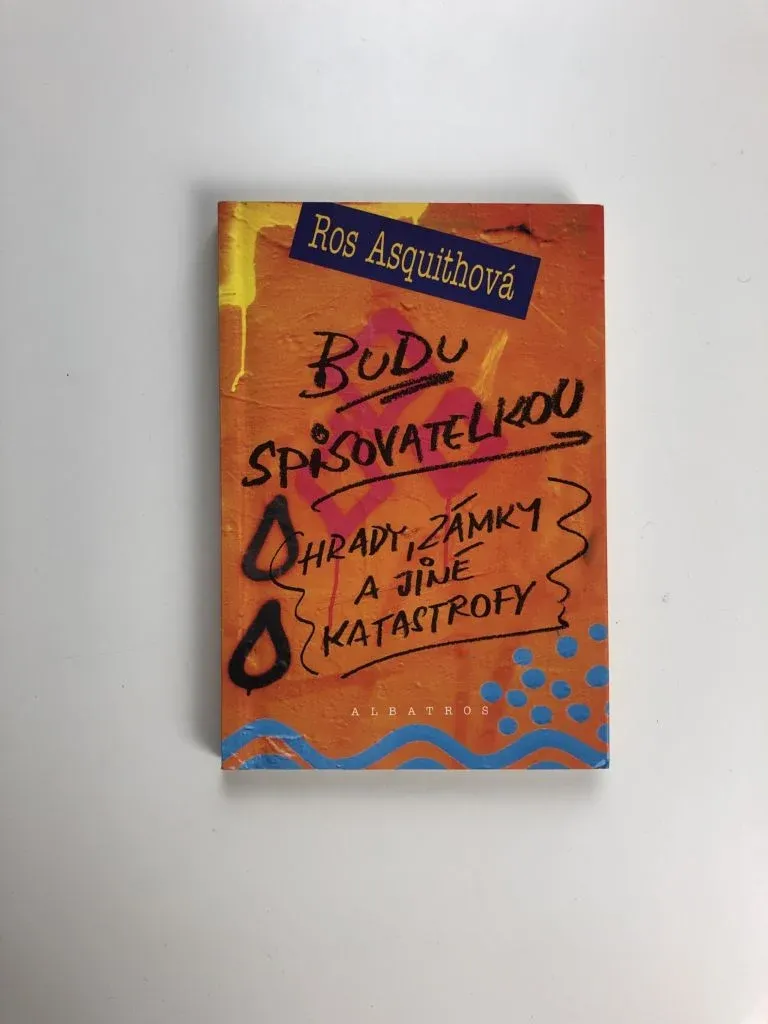 Ros Asquithová
BUDU
SPISOVATELKOU
HRADY, ZÁMKY
A JINÉ
KATASTROFY
ALBATROS